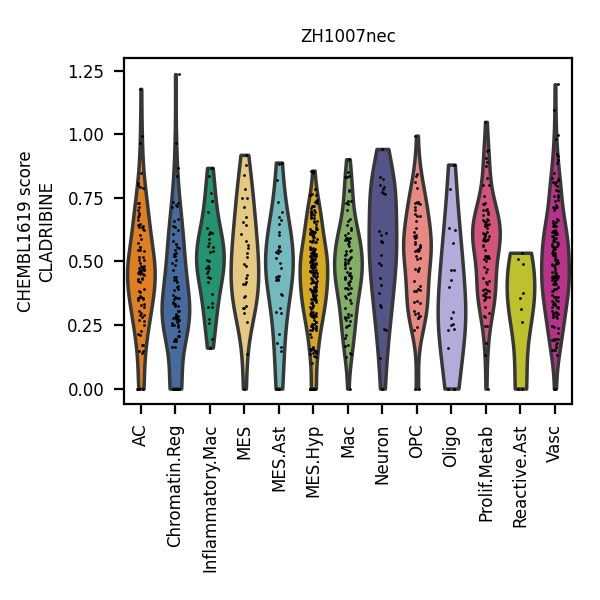 ZH1007nec
CHEMBL1619 score
CLADRIBINE
1.25
1.00
0.75
0.50
0.25
0.00
AC
Chromatin.Reg
Inflammatory.Mac
MES
MES.Ast
MES.Hyp
Mac
Neuron
OPC
Oligo
Prolif.Metab
Reactive.Ast
Vasc